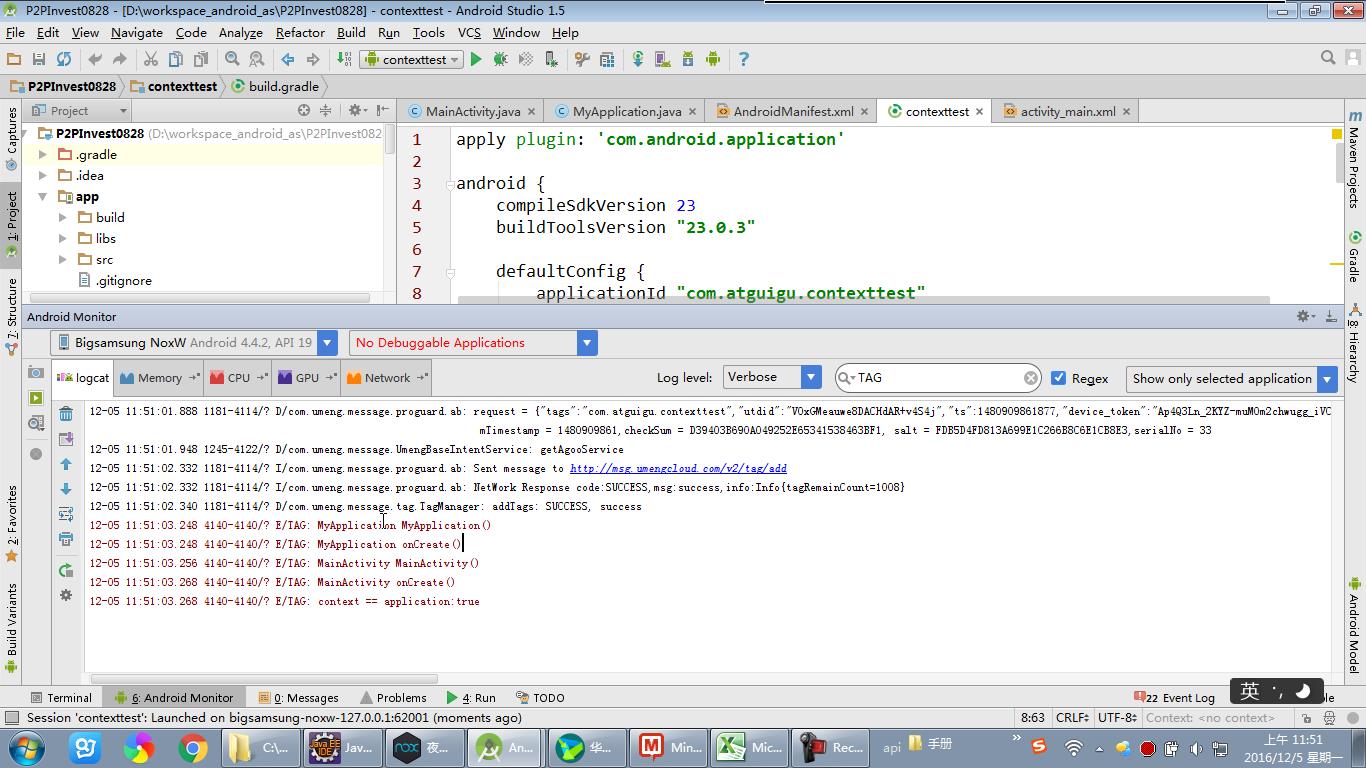 P2PInvest0828 - [D:\workspace_android_as\P2PInvest0828] - contexttest - Android Studio 1.5
File Edit View Navigate Code Analyze Refactor Build Run Tools VCS Window Help
contexttest
P2PInvest0828 contexttest build.gradle
Project
MainActivity.java MyApplication.java AndroidManifest.xml contexttest activity_main.xml
Captures
1: Project
7: Structure
2: Favorites
Build Variants
P2PInvest0828 (D:\workspace_android_as\P2PInvest082
.gradle
.idea
app
build
libs
src
.gitignore
1 apply plugin: 'com.android.application'
2
3 android {
4 compileSdkVersion 23
5 buildToolsVersion "23.0.3"
6
7 defaultConfig {
8 applicationId "com.atguigu.contexttest"
Maven Projects
Gradle
8: Hierarchy
Android Model
Android Monitor
Bigsamsung NoxW Android 4.4.2, API 19 No Debuggable Applications
logcat Memory CPU GPU Network Log level: Verbose TAG Regex Show only selected application
12-05 11:51:01.888 1181-4114/? D/com.umeng.message.proguard.ab: request = {"tags":"com.atguigu.contexttest","utdid":"VOxGMeauwe8DACHdAR+v4S4j","ts":1480909861877,"device_token":"Ap4Q3Ln_2KYZ-muM0m2chwugg_iVC
mTimestamp = 1480909861,checkSum = D39403B690A049252E65341538463BF1, salt = FDB5D4FD813A699E1C266B8C6E1CB8E3,serialNo = 33
12-05 11:51:01.948 1245-4122/? D/com.umeng.message.UmengBaseIntentService: getAgooService
12-05 11:51:02.332 1181-4114/? I/com.umeng.message.proguard.ab: Sent message to http://msg.umengcloud.com/v2/tag/add
12-05 11:51:02.332 1181-4114/? I/com.umeng.message.proguard.ab: NetWork Response code:SUCCESS,msg:success,info:Info{tagRemainCount=1008}
12-05 11:51:02.340 1181-4114/? D/com.umeng.message.tag.TagManager: addTags: SUCCESS, success
12-05 11:51:03.248 4140-4140/? E/TAG: MyApplication MyApplication()
12-05 11:51:03.248 4140-4140/? E/TAG: MyApplication onCreate()
12-05 11:51:03.256 4140-4140/? E/TAG: MainActivity MainActivity()
12-05 11:51:03.268 4140-4140/? E/TAG: MainActivity onCreate()
12-05 11:51:03.268 4140-4140/? E/TAG: context == application:true
Terminal 6: Android Monitor 0: Messages Problems 4: Run TODO 22 Event Log
英
Session 'contexttest': Launched on bigsamsung-noxw-127.0.0.1:62001 (moments ago) 8:63 CRLF UTF-8 Context: <no context>
C:\... Jav... 夜... An... 华... Min... Mic... Rec... api 手册
上午 11:51
2016/12/5 星期一